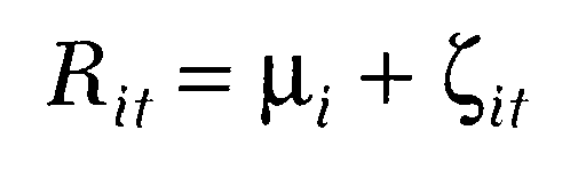 R_{it} = μ_i + ζ_{it}